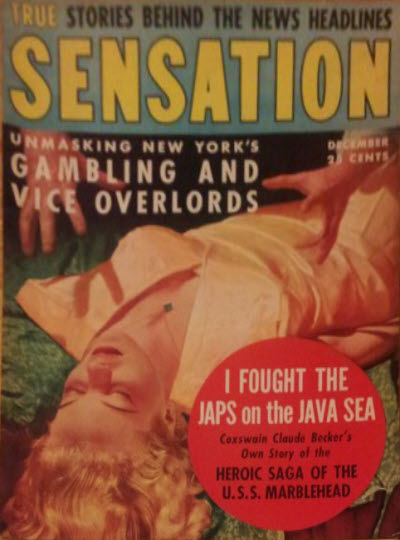 TRUE STORIES BEHIND THE NEWS HEADLINES
SENSATION
UNMASKING NEW YORK'S
GAMBLING AND
VICE OVERLORDS
DECEMBER
25 CENTS
I FOUGHT THE
JAPS on the JAVA SEA
Coxswain Claude Becker's
Own Story of the
HEROIC SAGA OF THE
U.S.S. MARBLEHEAD